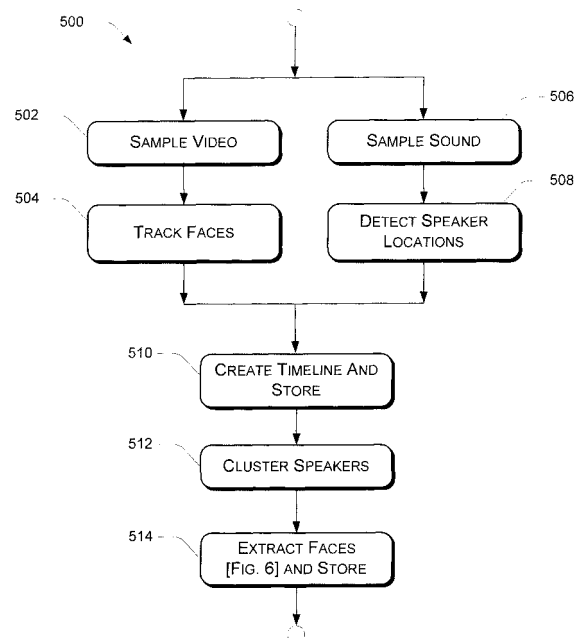 500
502
SAMPLE VIDEO
506
SAMPLE SOUND
504
TRACK FACES
508
DETECT SPEAKER
LOCATIONS
510
CREATE TIMELINE AND
STORE
512
CLUSTER SPEAKERS
514
EXTRACT FACES
[FIG. 6] AND STORE